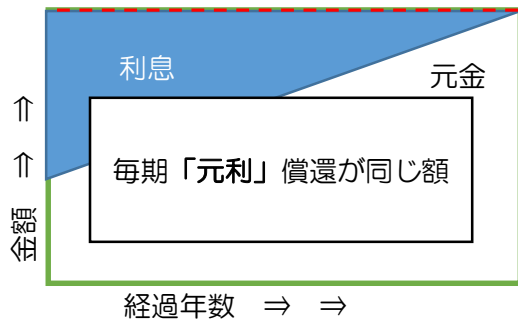 利息
元金
毎期「元利」償還が同じ額
金額 ⇒ ⇒
経過年数 ⇒ ⇒